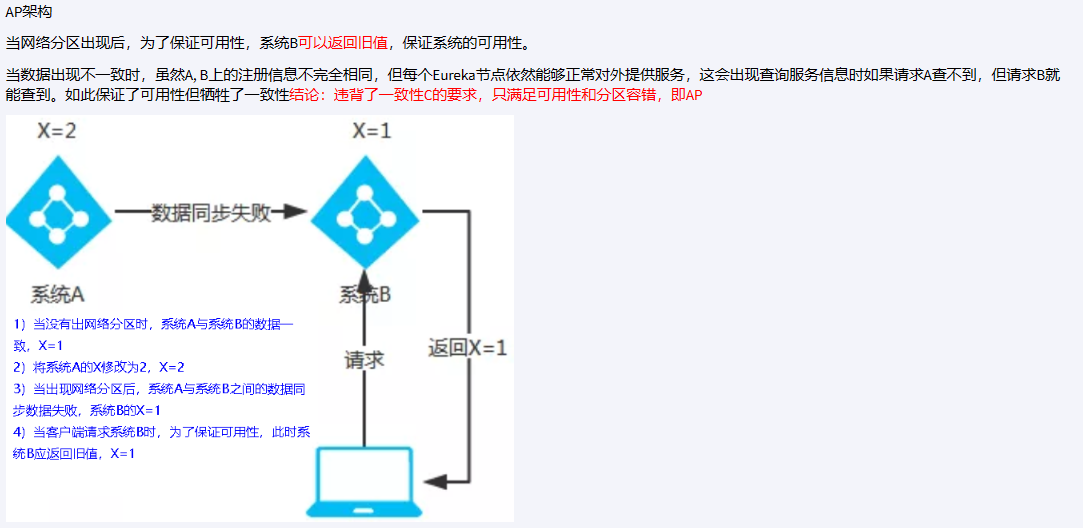 AP架构
当网络分区出现后，为了保证可用性，系统B可以返回旧值，保证系统的可用性。
当数据出现不一致时，虽然A, B上的注册信息不完全相同，但每个Eureka节点依然能够正常对外提供服务，这会出现查询服务信息时如果请求A查不到，但请求B就
能查到。如此保证了可用性但牺牲了一致性结论：违背了一致性C的要求，只满足可用性和分区容错，即AP
X=2
X=1
数据同步失败
系统A
系统B
1）当没有出网络分区时，系统A与系统B的数据一
致，X=1
2）将系统A的X修改为2，X=2
3）当出现网络分区后，系统A与系统B之间的数据同
步数据失败，系统B的X=1
4）当客户端请求系统B时，为了保证可用性，此时系
统B应返回旧值，X=1
请求
返回X=1